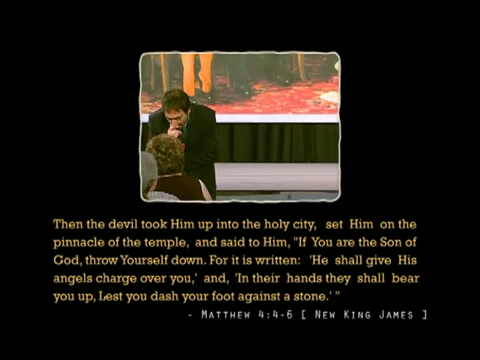 Then the devil took Him up into the holy city, set Him on the
pinnacle of the temple, and said to Him, "If You are the Son of
God, throw Yourself down. For it is written: 'He shall give His
angels charge over you,' and, 'In their hands they shall bear
you up, Lest you dash your foot against a stone.' "
- Matthew 4:4-6 [ New King James ]